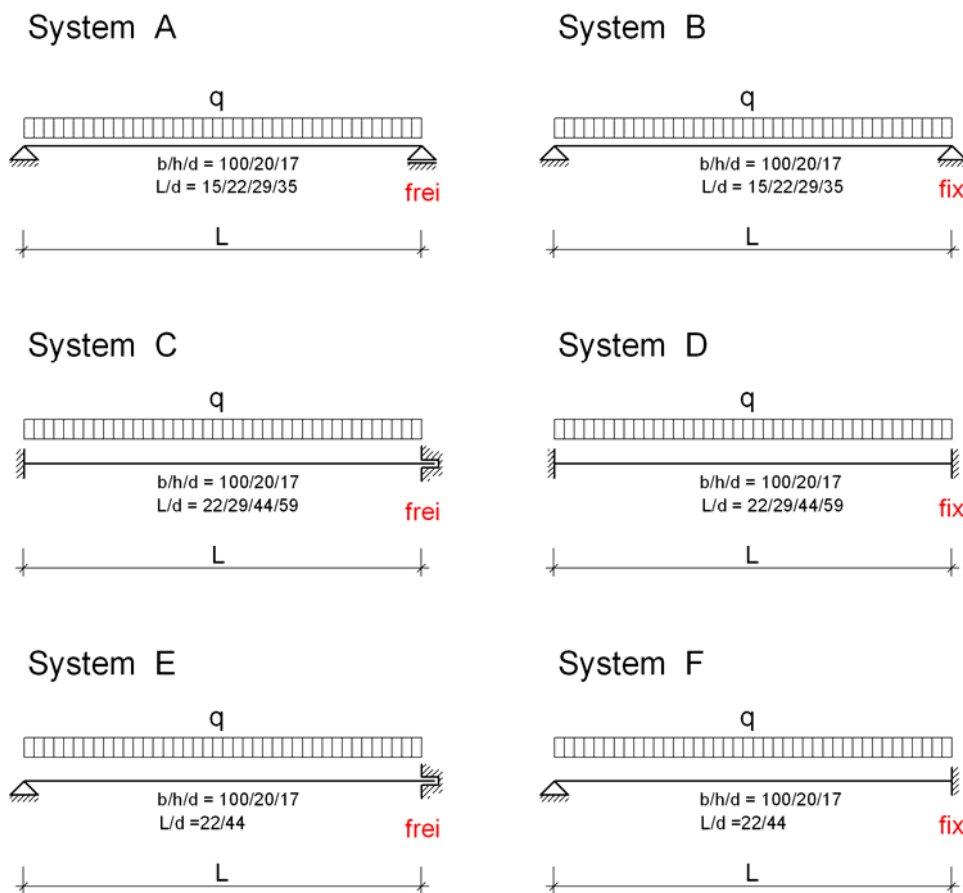 System A
q
b/h/d = 100/20/17
L/d = 15/22/29/35
frei
L
System B
q
b/h/d = 100/20/17
L/d = 15/22/29/35
fix
L
System C
q
b/h/d = 100/20/17
L/d = 22/29/44/59
frei
L
System D
q
b/h/d = 100/20/17
L/d = 22/29/44/59
fix
L
System E
q
b/h/d = 100/20/17
L/d =22/44
frei
L
System F
q
b/h/d = 100/20/17
L/d =22/44
fix
L